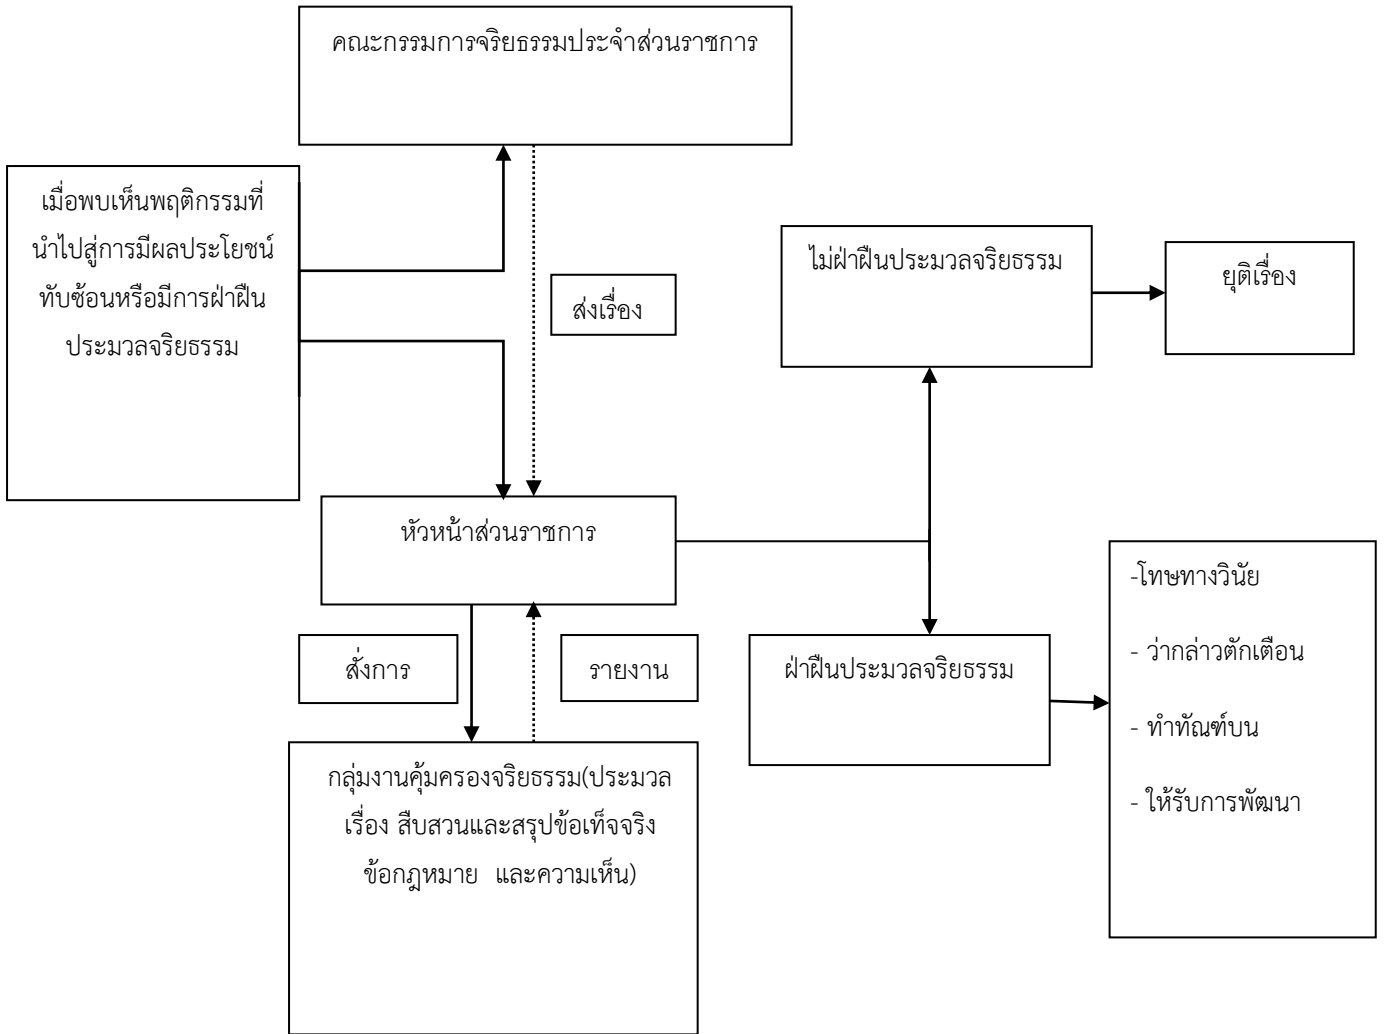 คณะกรรมการจริยธรรมประจำส่วนราชการ
เมื่อพบเห็นพฤติกรรมที่
นำไปสู่การมีผลประโยชน์
ทับซ้อนหรือมีการฝ่าฝืน
ประมวลจริยธรรม
ส่งเรื่อง
ไม่ฝ่าฝืนประมวลจริยธรรม
ยุติเรื่อง
หัวหน้าส่วนราชการ
สั่งการ
รายงาน
ฝ่าฝืนประมวลจริยธรรม
-โทษทางวินัย
- ว่ากล่าวตักเตือน
- ทำทัณฑ์บน
- ให้รับการพัฒนา
กลุ่มงานคุ้มครองจริยธรรม(ประมวล
เรื่อง สืบสวนและสรุปข้อเท็จจริง
ข้อกฎหมาย และความเห็น)